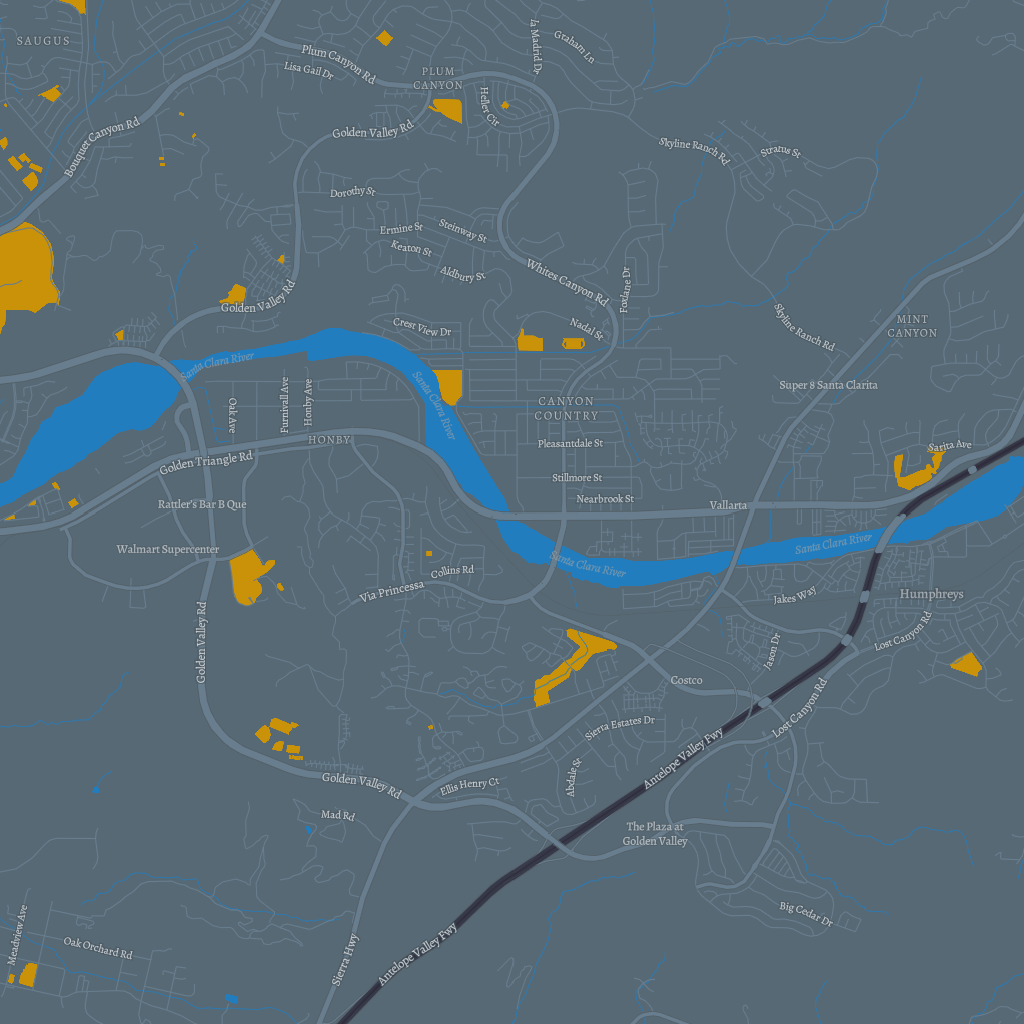 SAUGUS
Plum Canyon Rd
Lisa Gail Dr
PLUM
CANYON
Heller Cir
la Madrid Dr
Graham Ln
Bouquet Canyon Rd
Golden Valley Rd
Skyline Ranch Rd
Stratus St
Dorothy St
Ermine St
Steinway St
Keaton St
Aldbury St
Whites Canyon Rd
Foxlane Dr
Golden Valley Rd
Crest View Dr
Nadal St
Skyline Ranch Rd
MINT
CANYON
Santa Clara River
Santa Clara River
Super 8 Santa Clarita
Oak Ave
Furnivall Ave
Honby Ave
CANYON
COUNTRY
HONBY
Pleasantdale St
Sarita Ave
Golden Triangle Rd
Stillmore St
Nearbrook St
Rattler's Bar B Que
Vallarta
Walmart Supercenter
Santa Clara River
Santa Clara River
Collins Rd
Via Princessa
Jakes Way
Humphreys
Golden Valley Rd
Lost Canyon Rd
Jason Dr
Costco
Lost Canyon Rd
Sierra Estates Dr
Antelope Valley Fwy
Abdale St
Golden Valley Rd
Ellis Henry Ct
Mad Rd
The Plaza at
Golden Valley
Big Cedar Dr
Meadview Ave
Oak Orchard Rd
Sierra Hwy
Antelope Valley Fwy